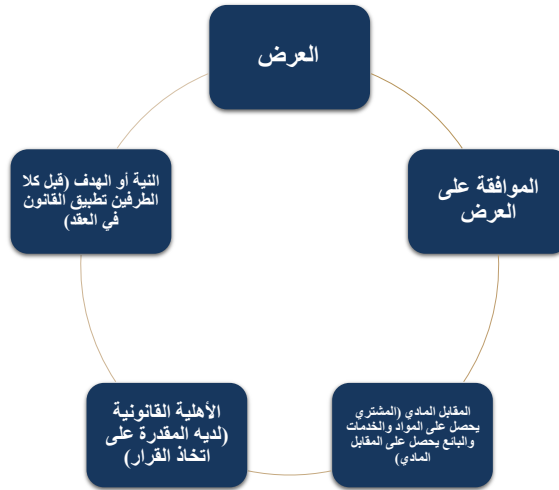 العرض
الموافقة على
العرض
المقابل المادي (المشتري
يحصل على المواد والخدمات
والبائع يحصل على المقابل
المادي)
الأهلية القانونية
(لديه المقدرة على
اتخاذ القرار)
النية أو الهدف (قبل كلا
الطرفين تطبيق القانون
في العقد)